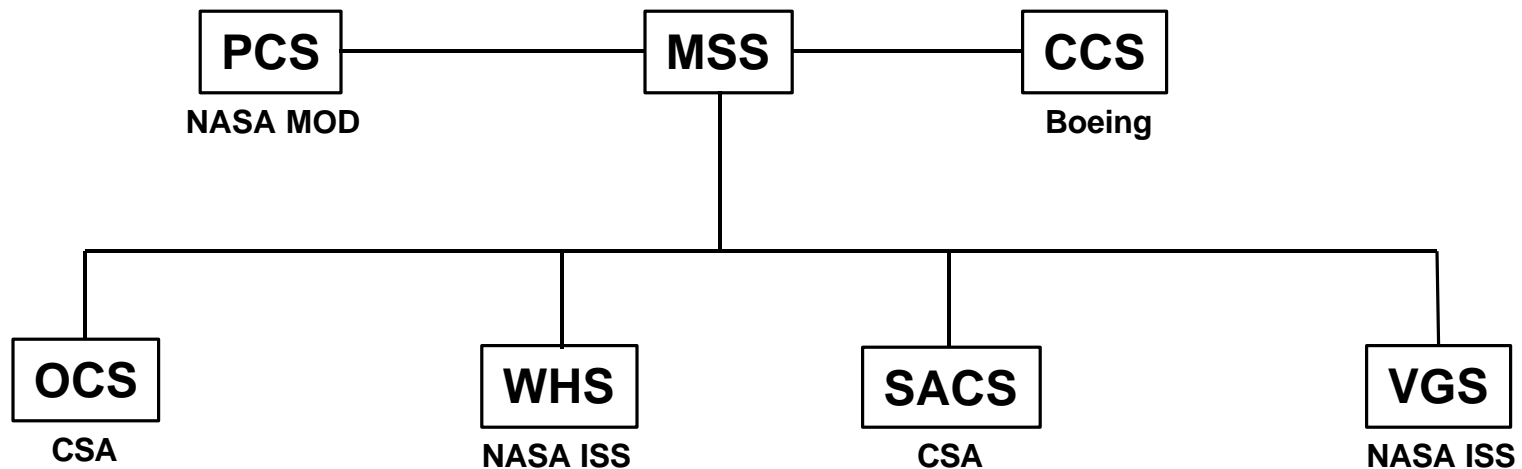 PCS MSS CCS
NASA MOD Boeing
OCS WHS SACS VGS
CSA NASA ISS CSA NASA ISS